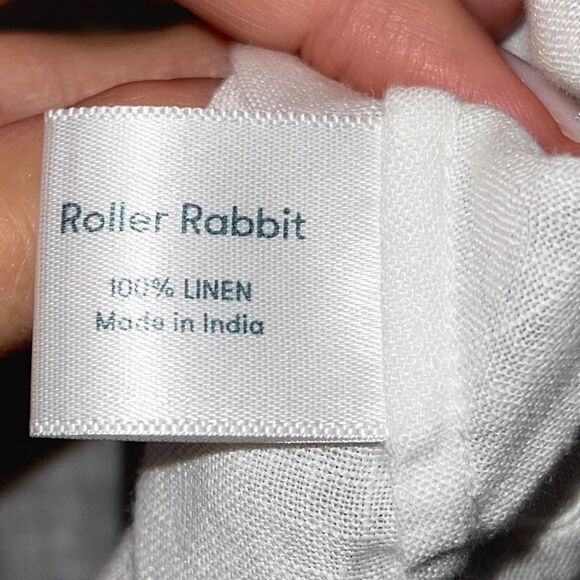 Roller Rabbit
100% LINEN
Made in India